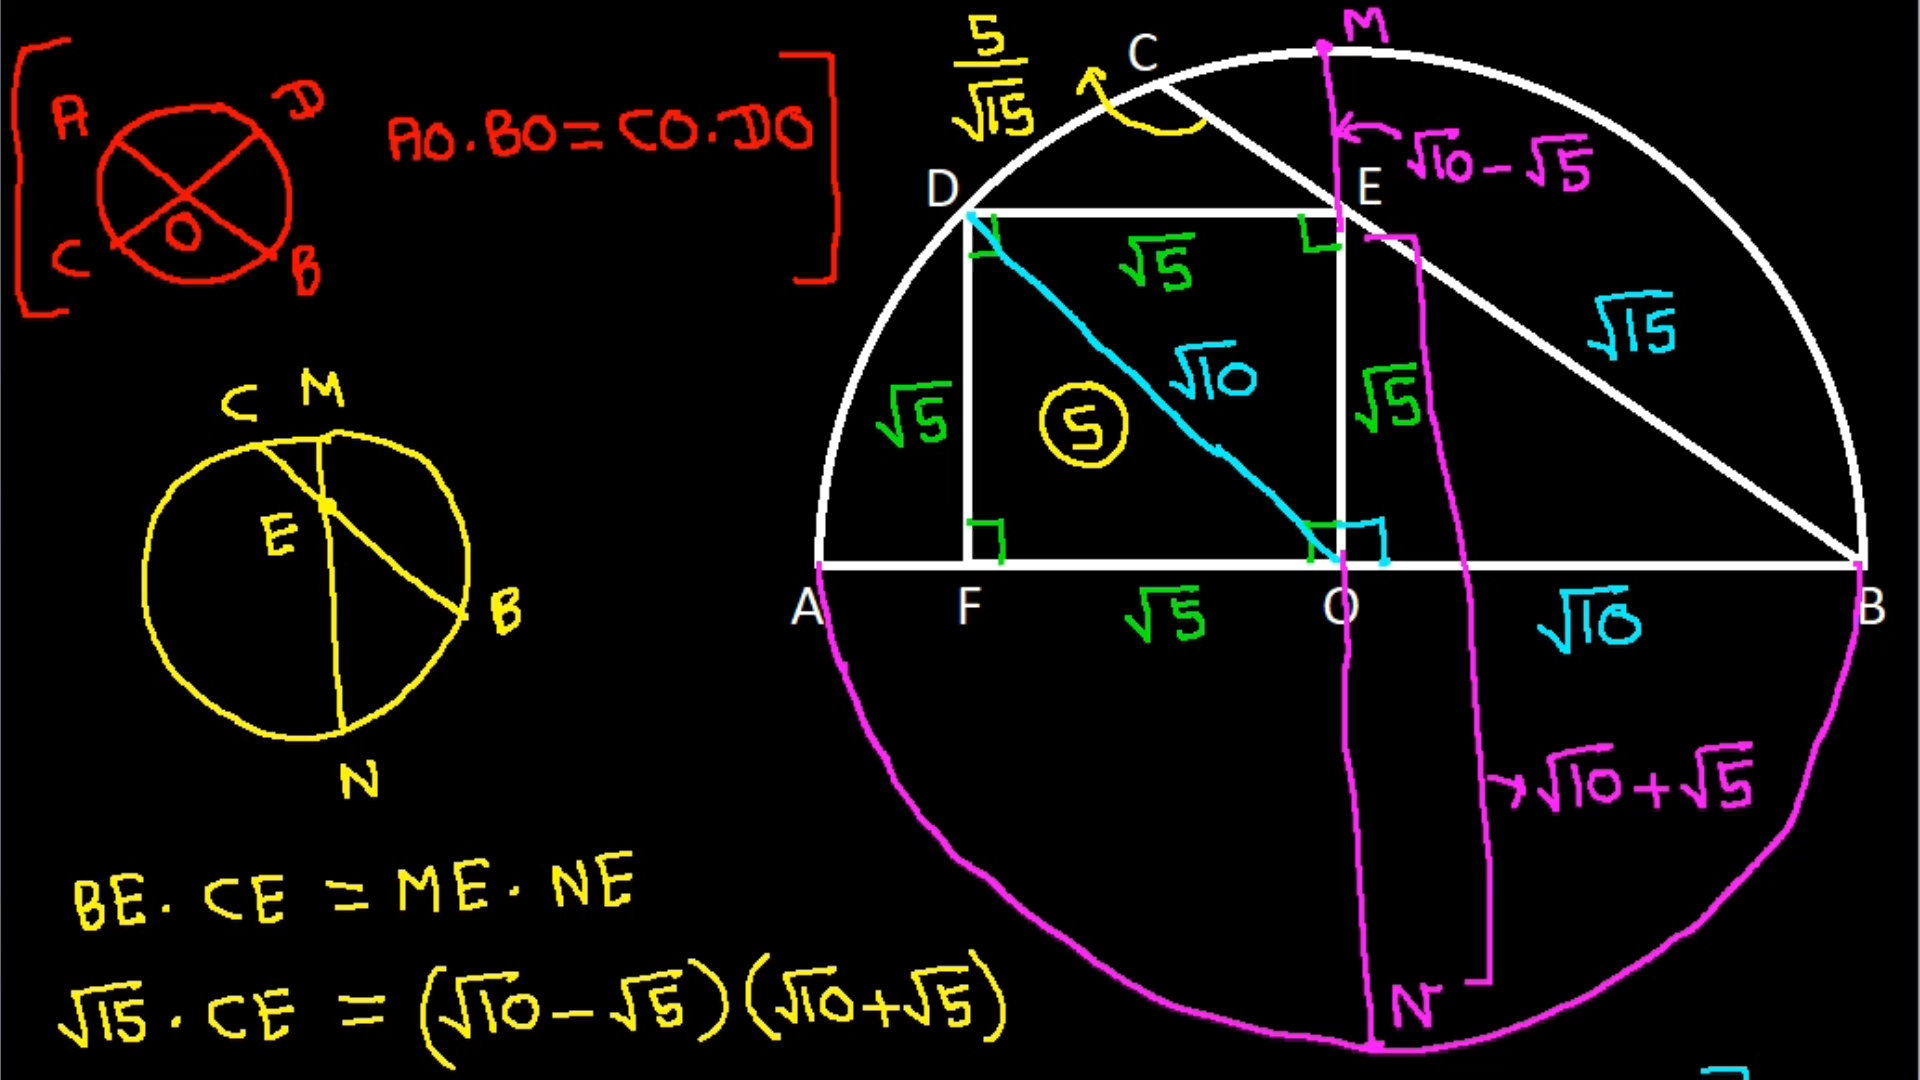 A D
AO.BO=CO.DO
C O B
C M
E
B
N
BE. CE = ME. NE
√15. CE = (√10-√5)(√10+√5)
5/√15
C
M
√10-√5
D
E
√5
√15
√10
√5
5
√5
A F O B
√5
√10
√10+√5
N